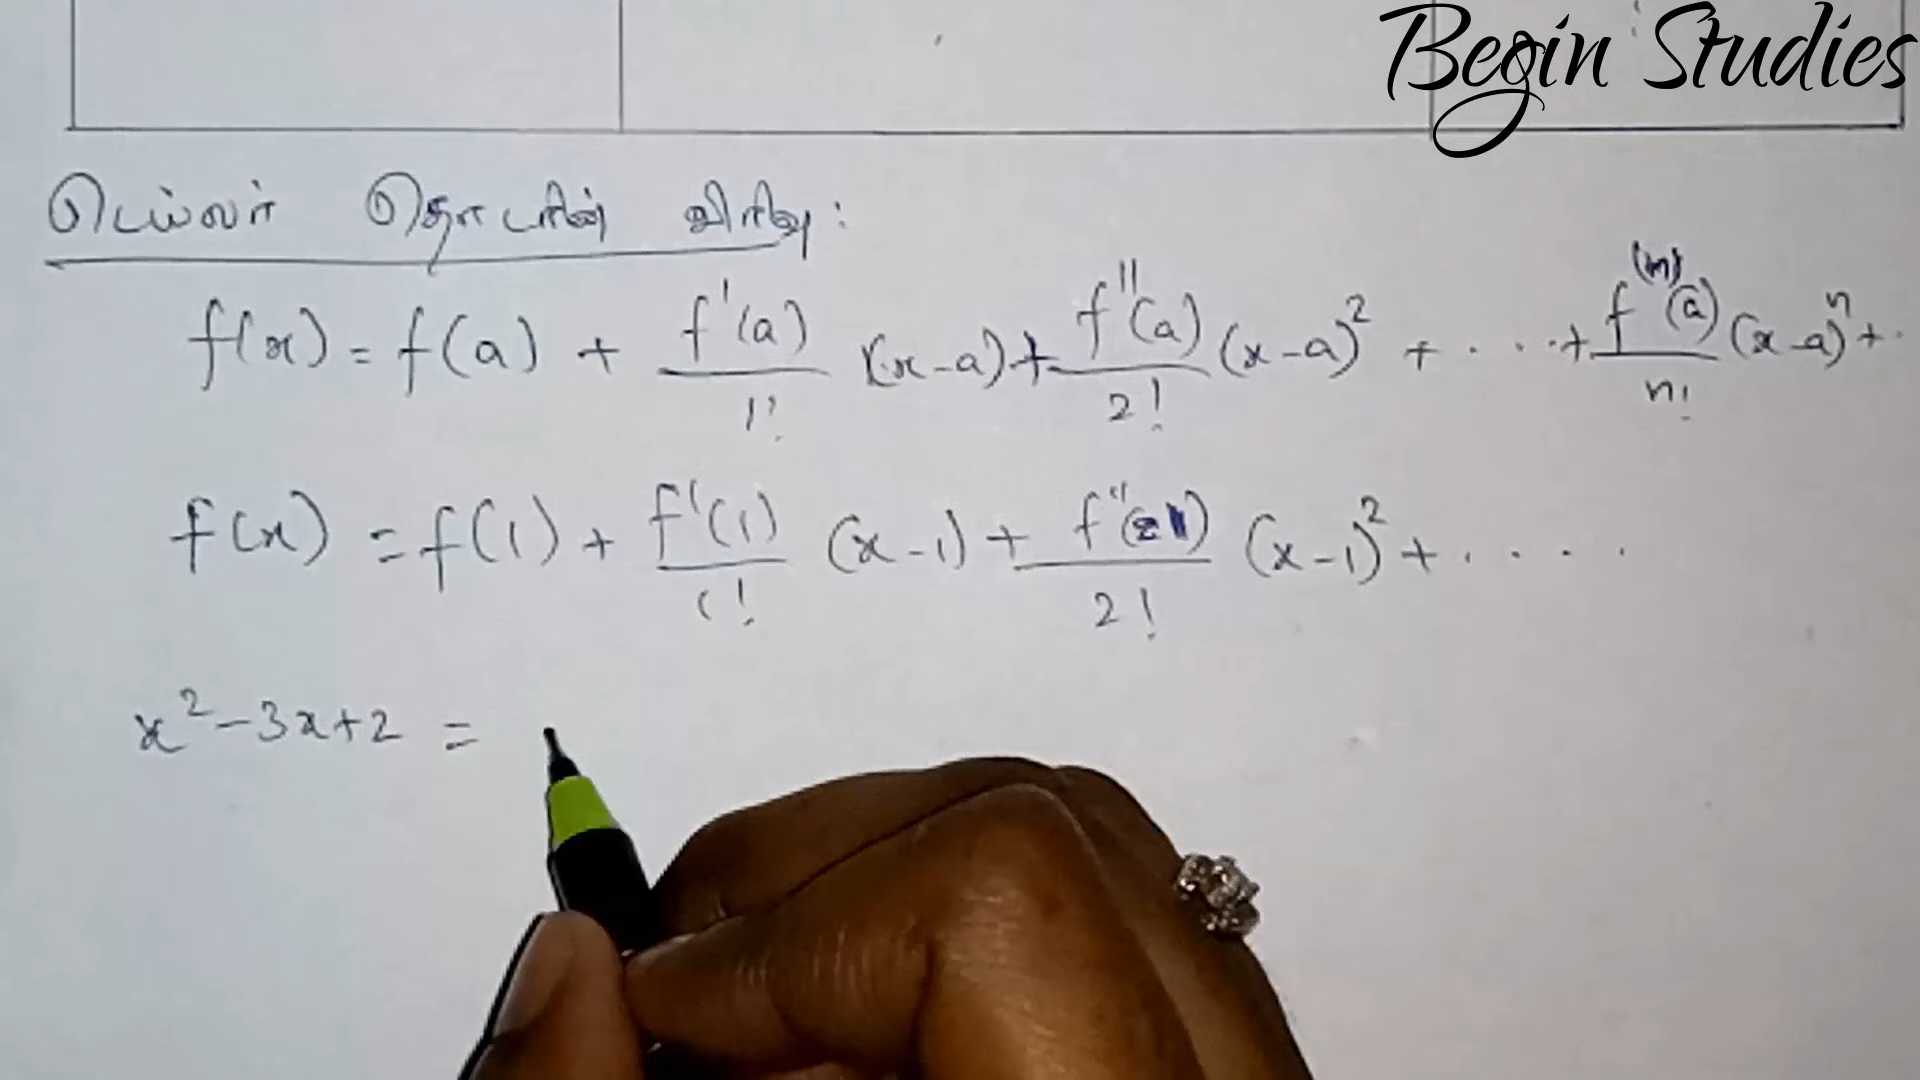 Begin Studies
டெய்லர் தொடரின் விரிவு:
f(x) = f(a) + f'(a)/1! (x-a) + f''(a)/2! (x-a)² + ... + f⁽ⁿ⁾(a)/n! (x-a)ⁿ + ..
f(x) = f(1) + f'(1)/1! (x-1) + f''(1)/2! (x-1)² + ....
x² - 3x + 2 =